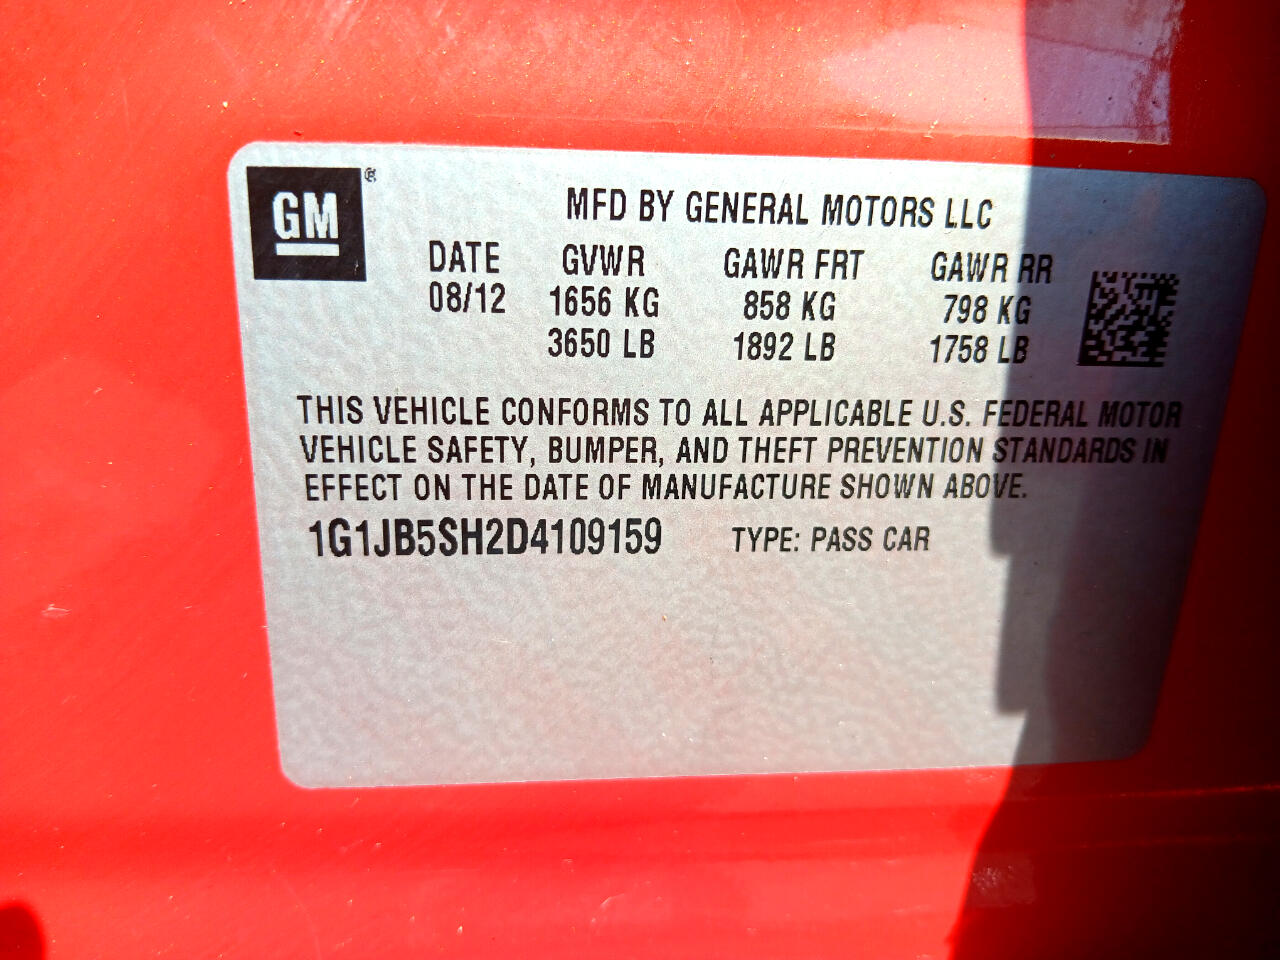 GM ®
MFD BY GENERAL MOTORS LLC
DATE GVWR GAWR FRT GAWR RR
08/12 1656 KG 858 KG 798 KG
3650 LB 1892 LB 1758 LB
THIS VEHICLE CONFORMS TO ALL APPLICABLE U.S. FEDERAL MOTOR
VEHICLE SAFETY, BUMPER, AND THEFT PREVENTION STANDARDS IN
EFFECT ON THE DATE OF MANUFACTURE SHOWN ABOVE.
1G1JB5SH2D4109159 TYPE: PASS CAR